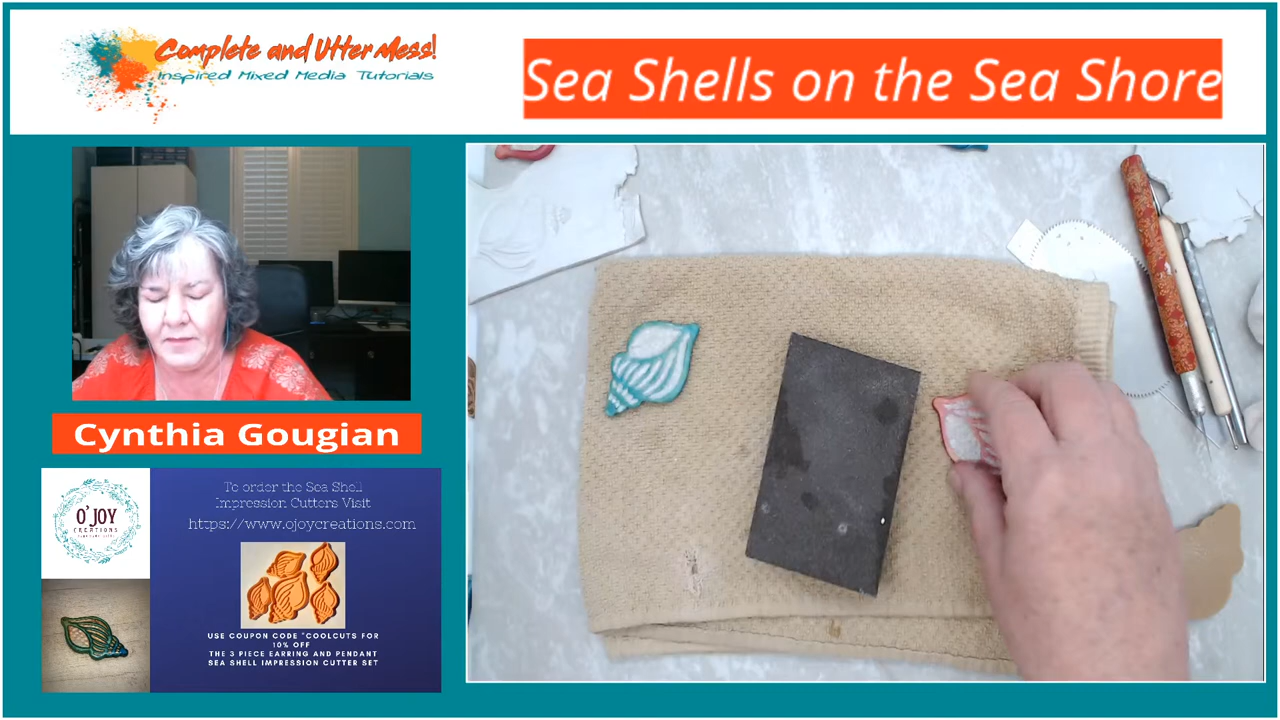 Complete and Utter Mess!
Inspired Mixed Media Tutorials
Sea Shells on the Sea Shore
Cynthia Gougian
O'JOY
CREATIONS
To order the Sea Shell
Impression Cutters Visit
https://www.ojoycreations.com
USE COUPON CODE "COOLCUTS FOR
10% OFF
THE 3 PIECE EARRING AND PENDANT
SEA SHELL IMPRESSION CUTTER SET